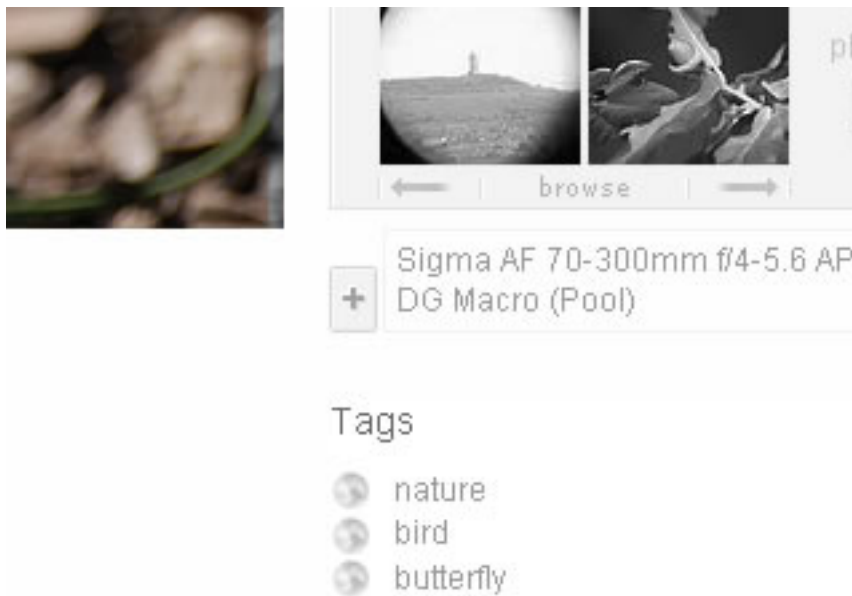 browse
Sigma AF 70-300mm f/4-5.6 AP
DG Macro (Pool)
Tags
nature
bird
butterfly